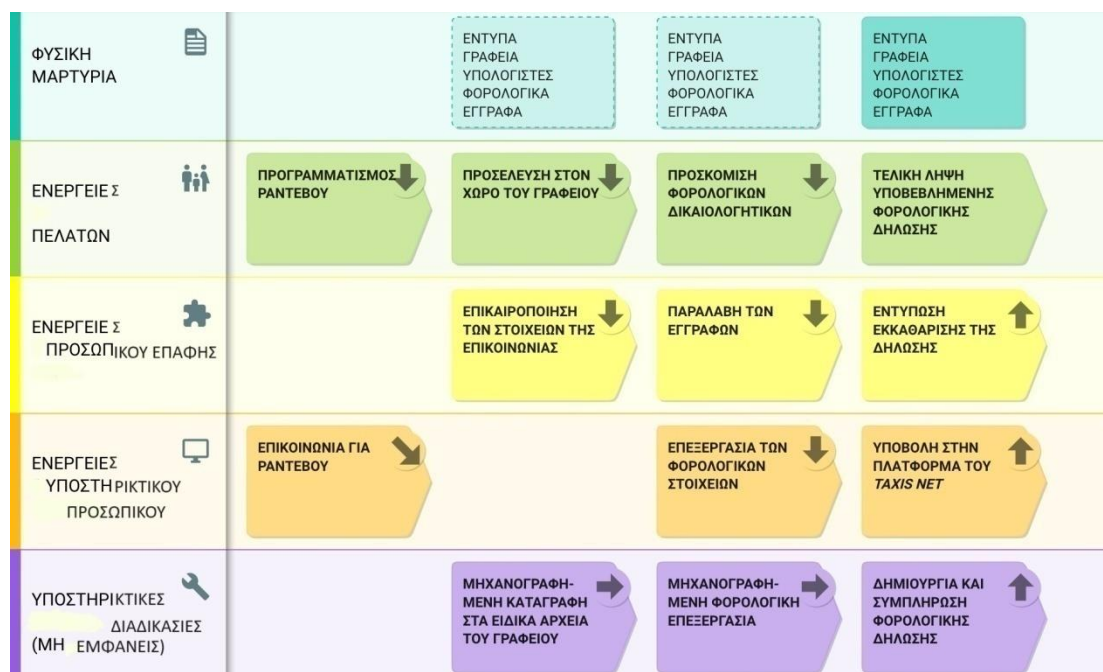 ΦΥΣΙΚΗ
ΜΑΡΤΥΡΙΑ
ΕΝΤΥΠΑ
ΓΡΑΦΕΙΑ
ΥΠΟΛΟΓΙΣΤΕΣ
ΦΟΡΟΛΟΓΙΚΑ
ΕΓΓΡΑΦΑ
ΕΝΤΥΠΑ
ΓΡΑΦΕΙΑ
ΥΠΟΛΟΓΙΣΤΕΣ
ΦΟΡΟΛΟΓΙΚΑ
ΕΓΓΡΑΦΑ
ΕΝΤΥΠΑ
ΓΡΑΦΕΙΑ
ΥΠΟΛΟΓΙΣΤΕΣ
ΦΟΡΟΛΟΓΙΚΑ
ΕΓΓΡΑΦΑ
ΕΝΕΡΓΕΙΕΣ
ΠΕΛΑΤΩΝ
ΠΡΟΓΡΑΜΜΑΤΙΣΜΟΣ
ΡΑΝΤΕΒΟΥ
ΠΡΟΣΕΛΕΥΣΗ ΣΤΟΝ
ΧΩΡΟ ΤΟΥ ΓΡΑΦΕΙΟΥ
ΠΡΟΣΚΟΜΙΣΗ
ΦΟΡΟΛΟΓΙΚΩΝ
ΔΙΚΑΙΟΛΟΓΗΤΙΚΩΝ
ΤΕΛΙΚΗ ΛΗΨΗ
ΥΠΟΒΕΒΛΗΜΕΝΗΣ
ΦΟΡΟΛΟΓΙΚΗΣ
ΔΗΛΩΣΗΣ
ΕΝΕΡΓΕΙΕΣ
ΠΡΟΣΩΠΙΚΟΥ ΕΠΑΦΗΣ
ΕΠΙΚΑΙΡΟΠΟΙΗΣΗ
ΤΩΝ ΣΤΟΙΧΕΙΩΝ ΤΗΣ
ΕΠΙΚΟΙΝΩΝΙΑΣ
ΠΑΡΑΛΑΒΗ ΤΩΝ
ΕΓΓΡΑΦΩΝ
ΕΝΤΥΠΩΣΗ
ΕΚΚΑΘΑΡΙΣΗΣ ΤΗΣ
ΔΗΛΩΣΗΣ
ΕΝΕΡΓΕΙΕΣ
ΥΠΟΣΤΗΡΙΚΤΙΚΟΥ
ΠΡΟΣΩΠΙΚΟΥ
ΕΠΙΚΟΙΝΩΝΙΑ ΓΙΑ
ΡΑΝΤΕΒΟΥ
ΕΠΕΞΕΡΓΑΣΙΑ ΤΩΝ
ΦΟΡΟΛΟΓΙΚΩΝ
ΣΤΟΙΧΕΙΩΝ
ΥΠΟΒΟΛΗ ΣΤΗΝ
ΠΛΑΤΦΟΡΜΑ ΤΟΥ
TAXIS NET
ΥΠΟΣΤΗΡΙΚΤΙΚΕΣ
ΔΙΑΔΙΚΑΣΙΕΣ
(ΜΗ ΕΜΦΑΝΕΙΣ)
ΜΗΧΑΝΟΓΡΑΦΗ-
ΜΕΝΗ ΚΑΤΑΓΡΑΦΗ
ΣΤΑ ΕΙΔΙΚΑ ΑΡΧΕΙΑ
ΤΟΥ ΓΡΑΦΕΙΟΥ
ΜΗΧΑΝΟΓΡΑΦΗ-
ΜΕΝΗ ΦΟΡΟΛΟΓΙΚΗ
ΕΠΕΞΕΡΓΑΣΙΑ
ΔΗΜΙΟΥΡΓΙΑ ΚΑΙ
ΣΥΜΠΛΗΡΩΣΗ
ΦΟΡΟΛΟΓΙΚΗΣ
ΔΗΛΩΣΗΣ